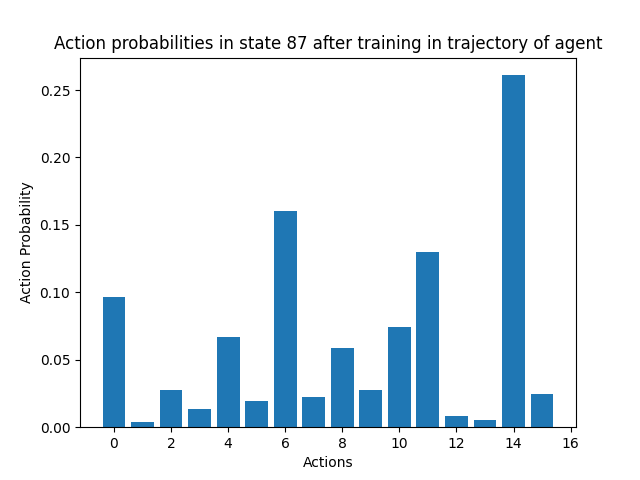 Action probabilities in state 87 after training in trajectory of agent
0.25
0.20
0.15
0.10
0.05
0.00
Action Probability
0 2 4 6 8 10 12 14 16
Actions